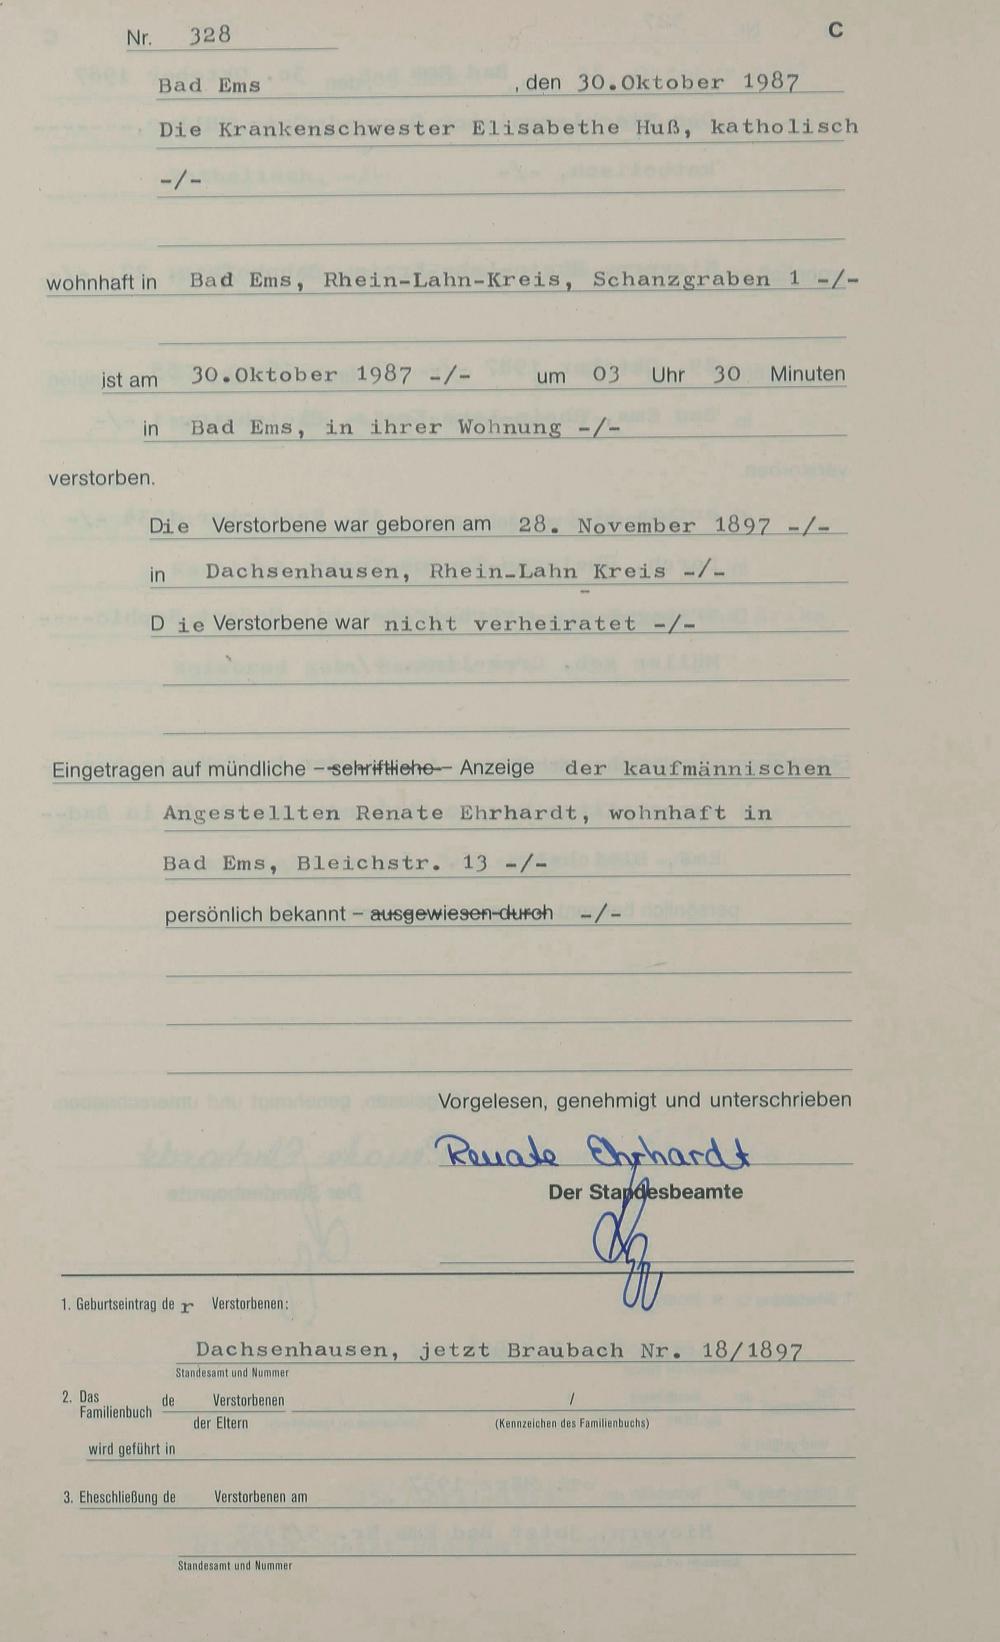 Nr. 328 C
Bad Ems , den 30.Oktober 1987
Die Krankenschwester Elisabethe Huß, katholisch
-/-
wohnhaft in Bad Ems, Rhein-Lahn-Kreis, Schanzgraben 1 -/-
ist am 30.Oktober 1987 -/- um 03 Uhr 30 Minuten
in Bad Ems, in ihrer Wohnung -/-
verstorben.
Die Verstorbene war geboren am 28. November 1897 -/-
in Dachsenhausen, Rhein-Lahn Kreis -/-
D ie Verstorbene war nicht verheiratet -/-
Eingetragen auf mündliche - schriftliche - Anzeige der kaufmännischen
Angestellten Renate Ehrhardt, wohnhaft in
Bad Ems, Bleichstr. 13 -/-
persönlich bekannt - ausgewiesen durch -/-
Vorgelesen, genehmigt und unterschrieben
Renate Ehrhardt
Der Standesbeamte
1. Geburtseintrag de r Verstorbenen:
Dachsenhausen, jetzt Braubach Nr. 18/1897
Standesamt und Nummer
2. Das Familienbuch de Verstorbenen /
der Eltern (Kennzeichen des Familienbuchs)
wird geführt in
3. Eheschließung de Verstorbenen am
Standesamt und Nummer